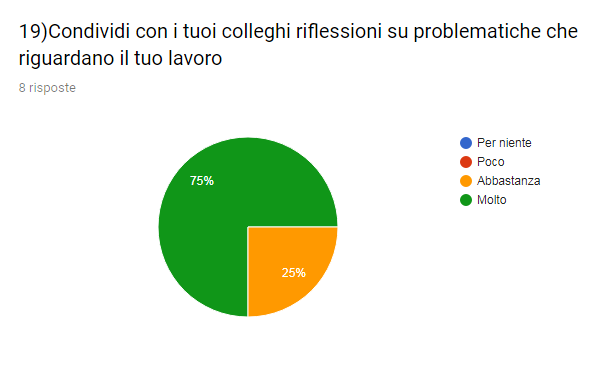 19)Condividi con i tuoi colleghi riflessioni su problematiche che
riguardano il tuo lavoro
8 risposte
75%
25%
Per niente
Poco
Abbastanza
Molto